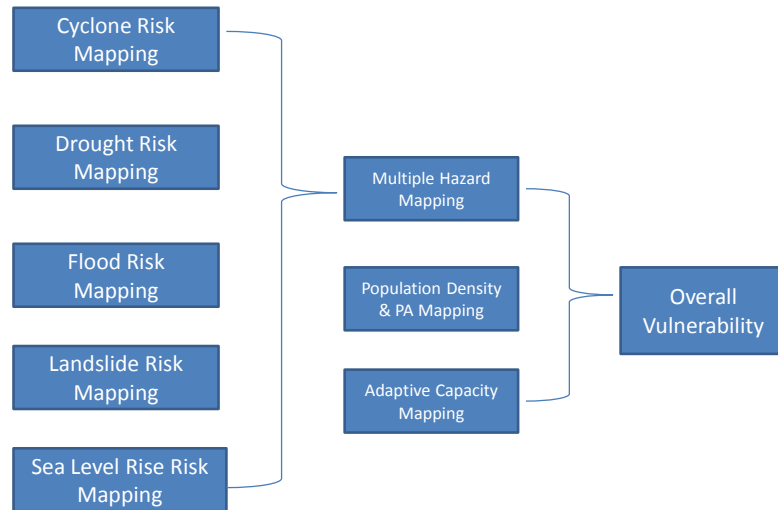 Cyclone Risk
Mapping
Drought Risk
Mapping
Flood Risk
Mapping
Landslide Risk
Mapping
Sea Level Rise Risk
Mapping
Multiple Hazard
Mapping
Population Density
& PA Mapping
Adaptive Capacity
Mapping
Overall
Vulnerability